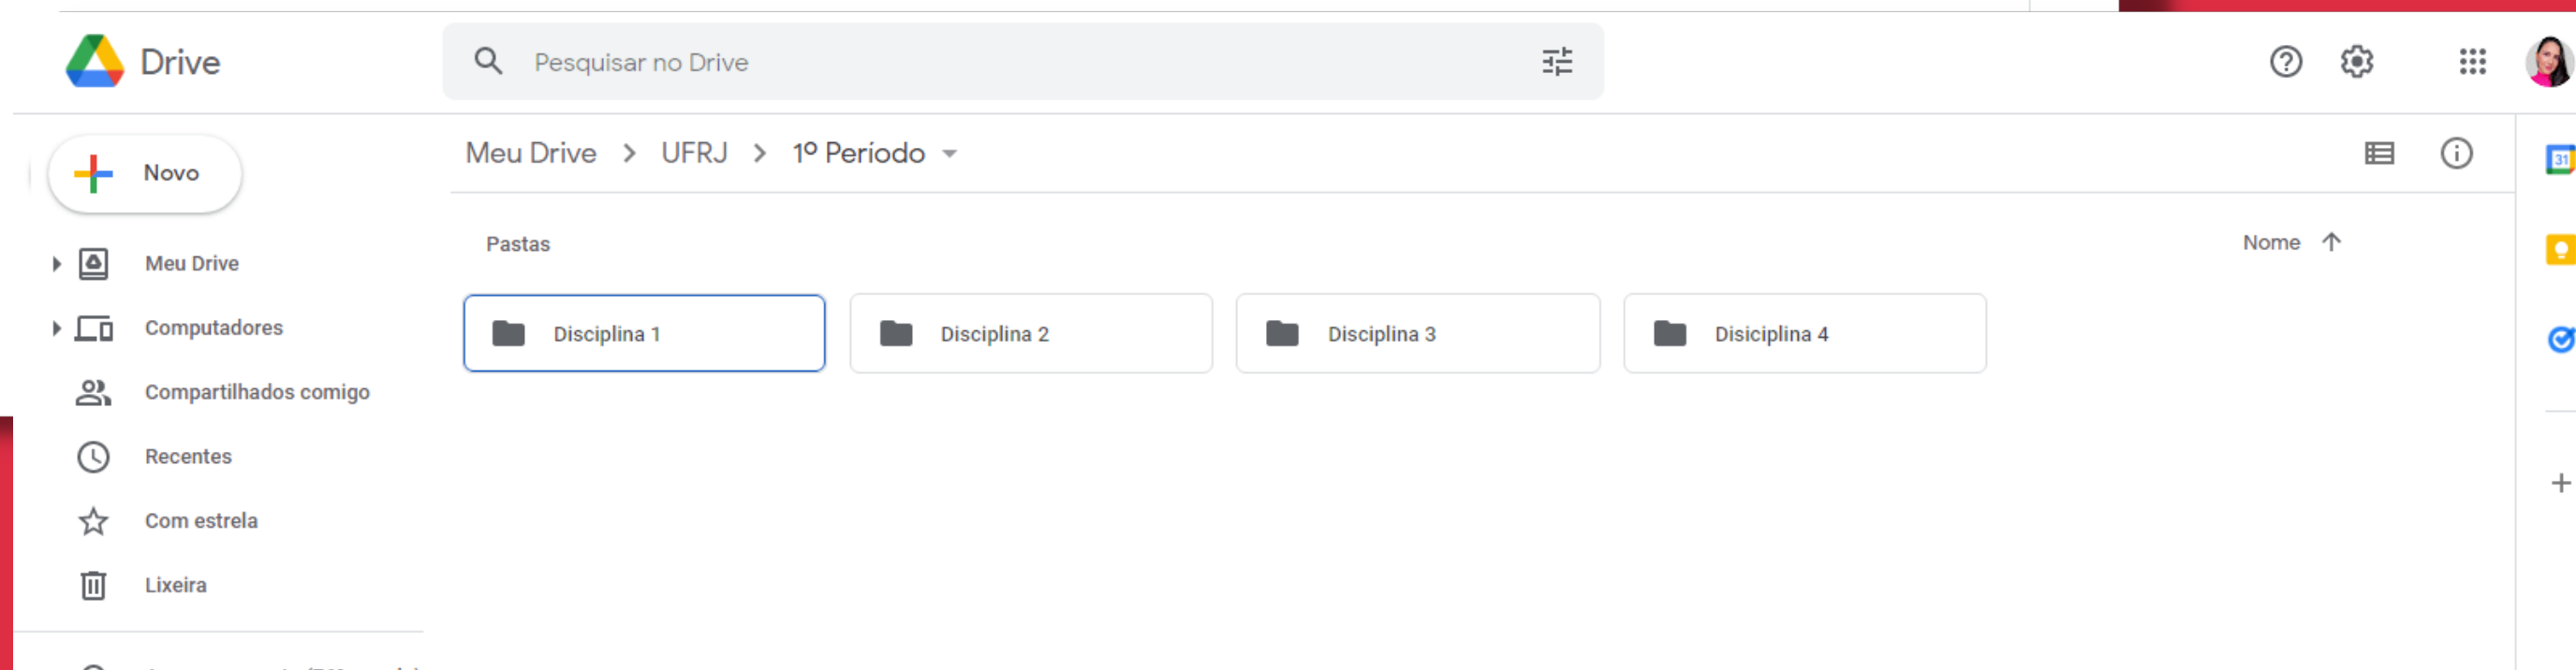 Drive
Pesquisar no Drive
Novo
Meu Drive > UFRJ > 1º Período
Pastas
Nome
Meu Drive
Disciplina 1
Disciplina 2
Disciplina 3
Disiciplina 4
Computadores
Compartilhados comigo
Recentes
Com estrela
Lixeira
31